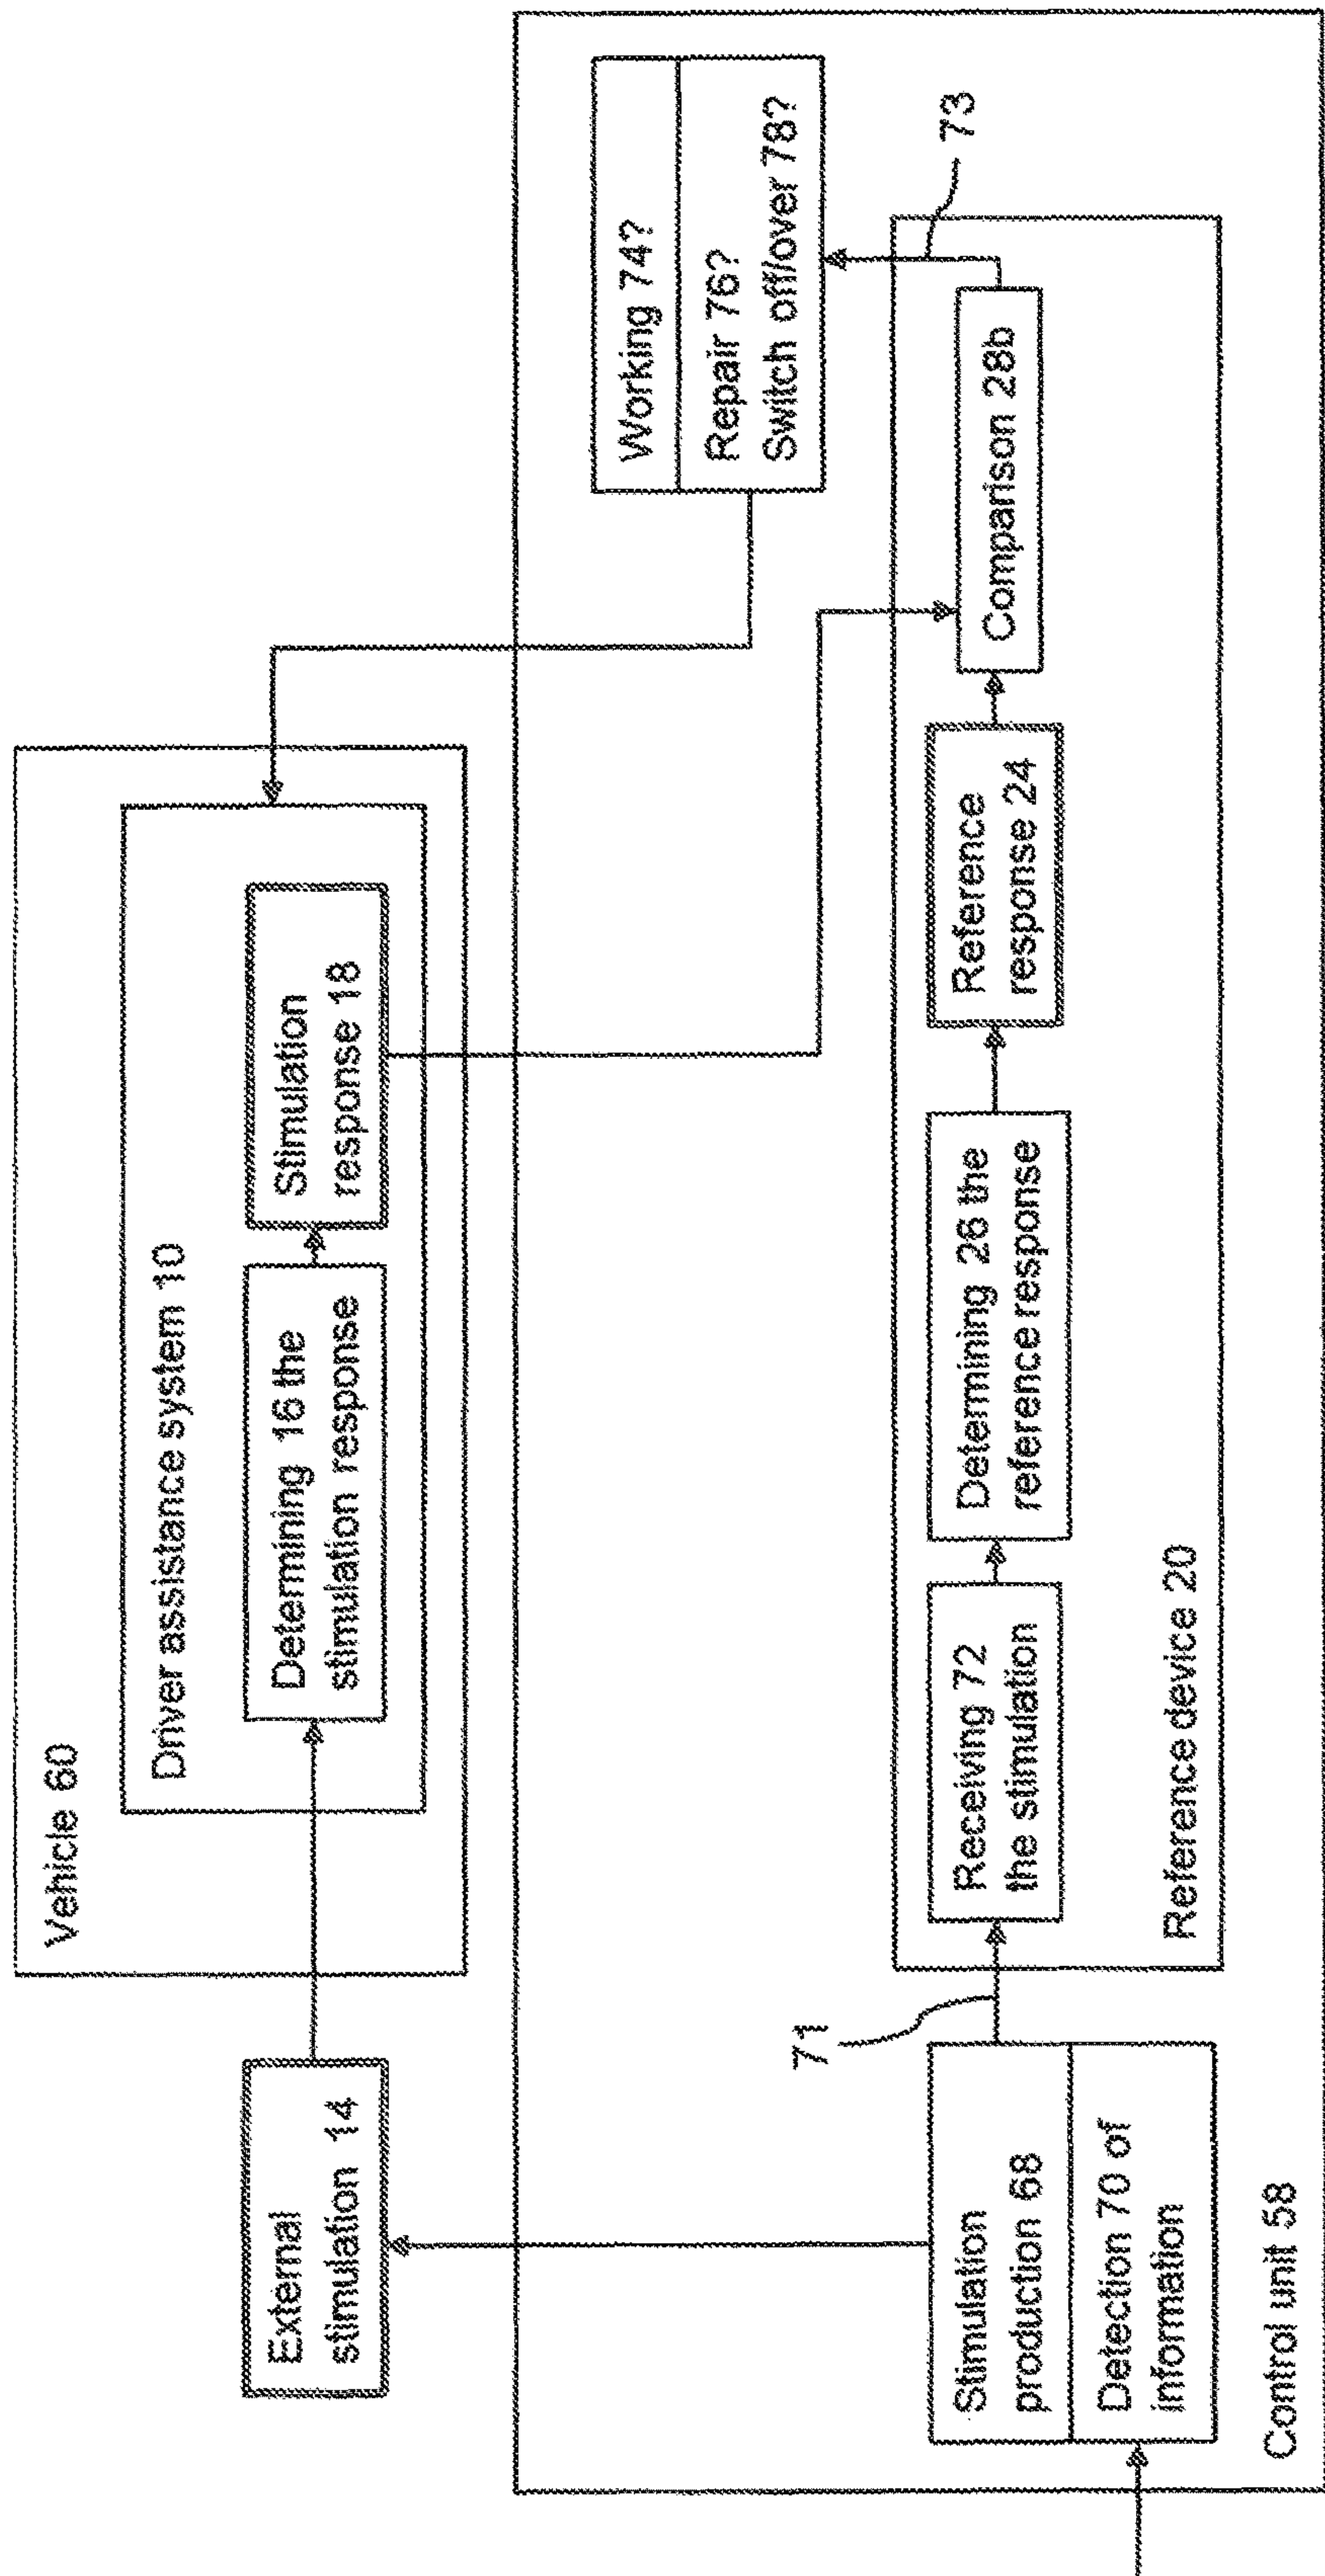 Vehicle 60
Driver assistance system 10
External
stimulation 14
Determining 16 the
stimulation response
Stimulation
response 18
Working 74?
Repair 76?
Switch off/over 78?
73
71
Stimulation
production 68
Detection 70 of
information
Receiving 72
the stimulation
Determining 26 the
reference response
Reference
response 24
Comparison 28b
Reference device 20
Control unit 58